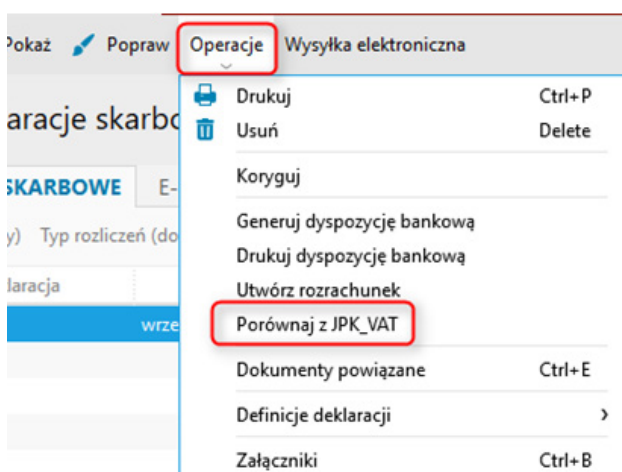 Pokaż Popraw Operacje Wysyłka elektroniczna
Drukuj Ctrl+P
aracje skarbo
Usuń Delete
Koryguj
SKARBOWE E-
Generuj dyspozycję bankową
y) Typ rozliczeń (do
Drukuj dyspozycję bankową
laracja
Utwórz rozrachunek
wrze
Porównaj z JPK_VAT
Dokumenty powiązane Ctrl+E
Definicje deklaracji
Załączniki Ctrl+B